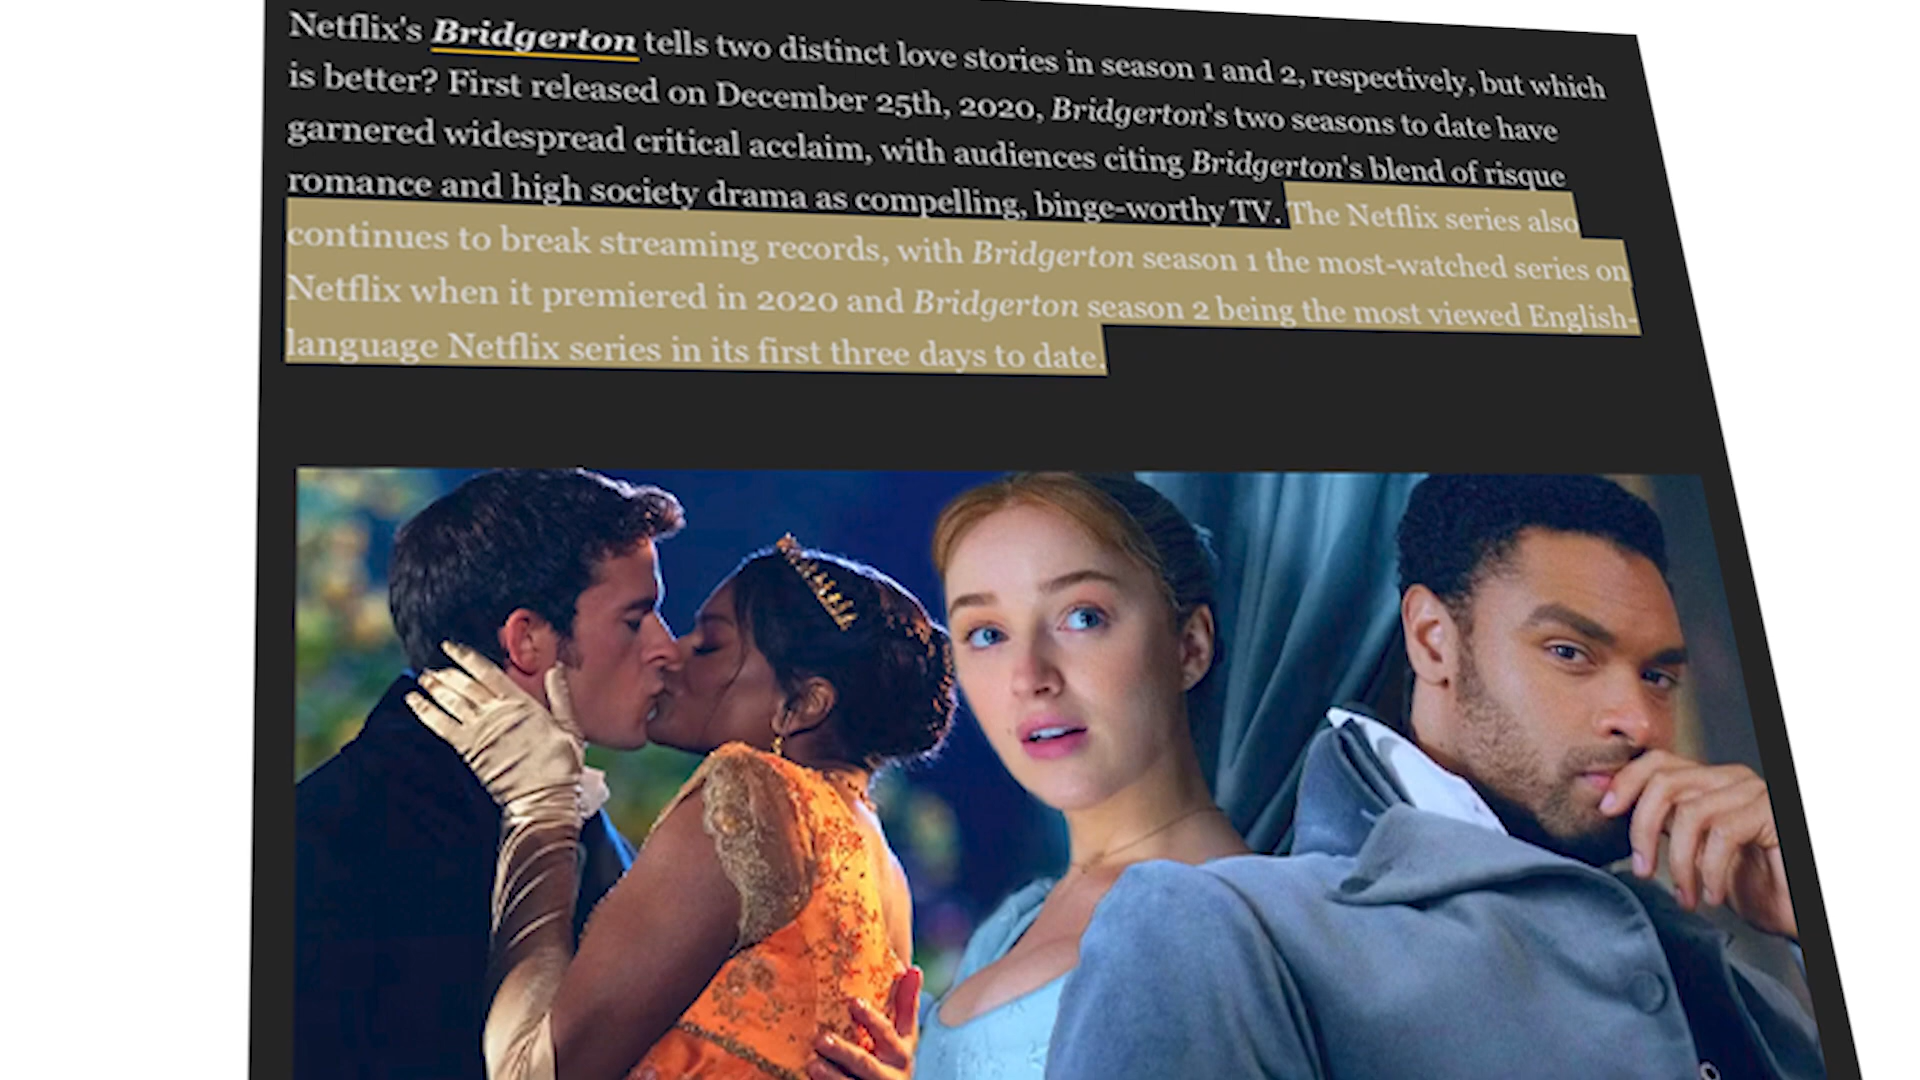 Netflix's Bridgerton tells two distinct love stories in season 1 and 2, respectively, but which
is better? First released on December 25th, 2020, Bridgerton's two seasons to date have
garnered widespread critical acclaim, with audiences citing Bridgerton's blend of risque
romance and high society drama as compelling, binge-worthy TV. The Netflix series also
continues to break streaming records, with Bridgerton season 1 the most-watched series on
Netflix when it premiered in 2020 and Bridgerton season 2 being the most viewed English-
language Netflix series in its first three days to date.